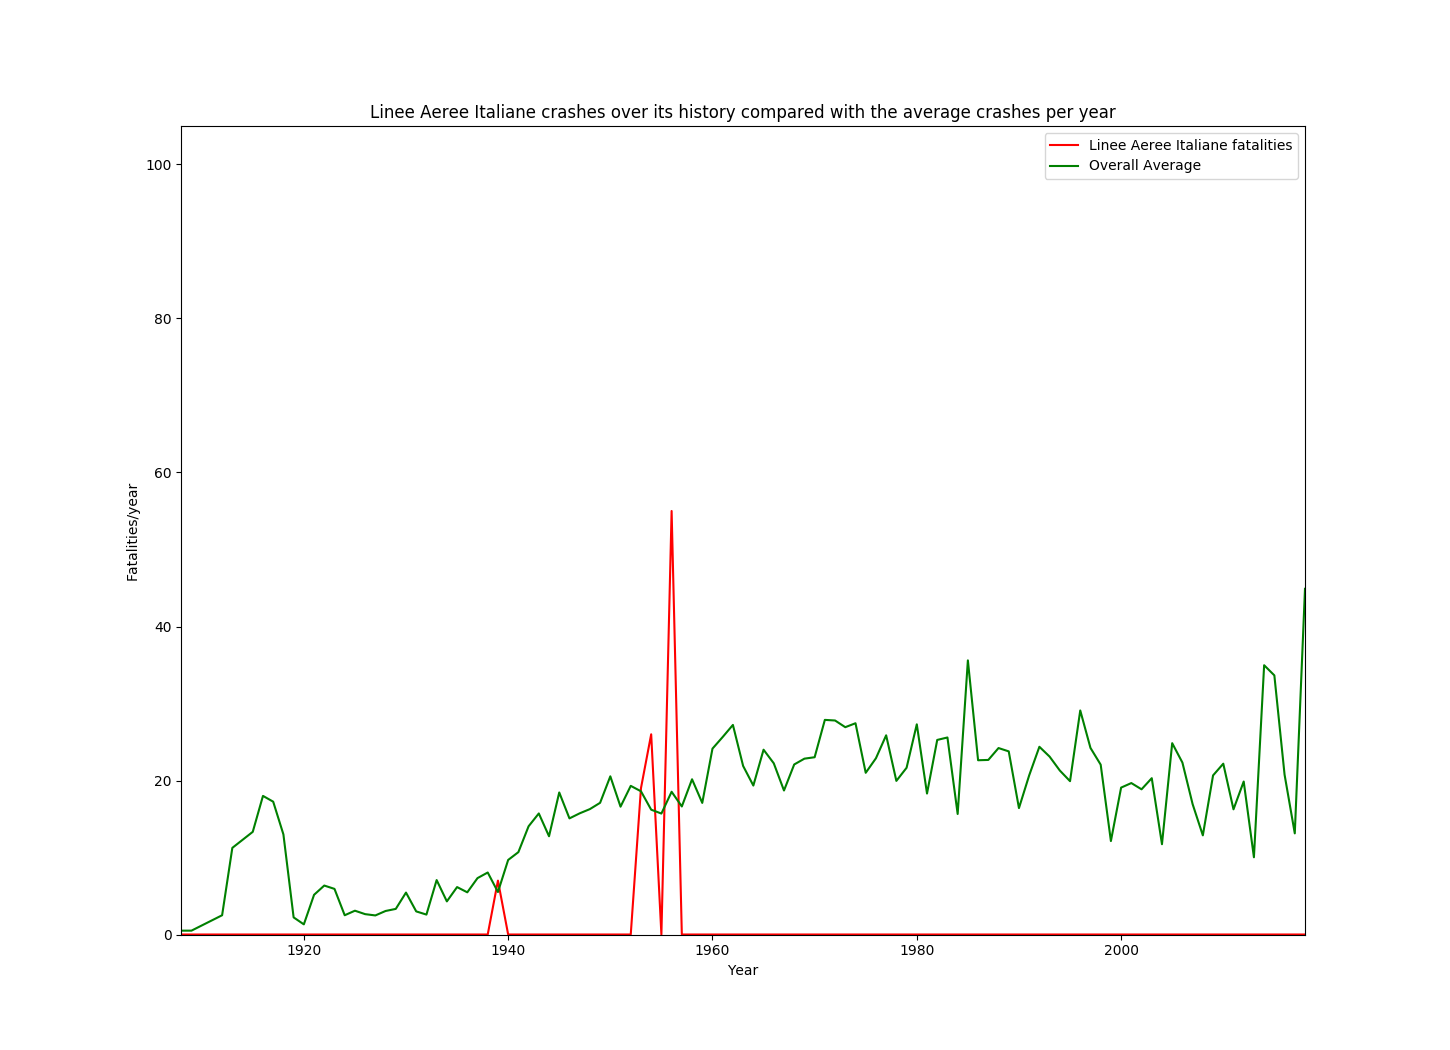 Linee Aeree Italiane crashes over its history compared with the average crashes per year
Linee Aeree Italiane fatalities
Overall Average
100
80
60
40
20
0
Fatalities/year
1920
1940
1960
1980
2000
Year